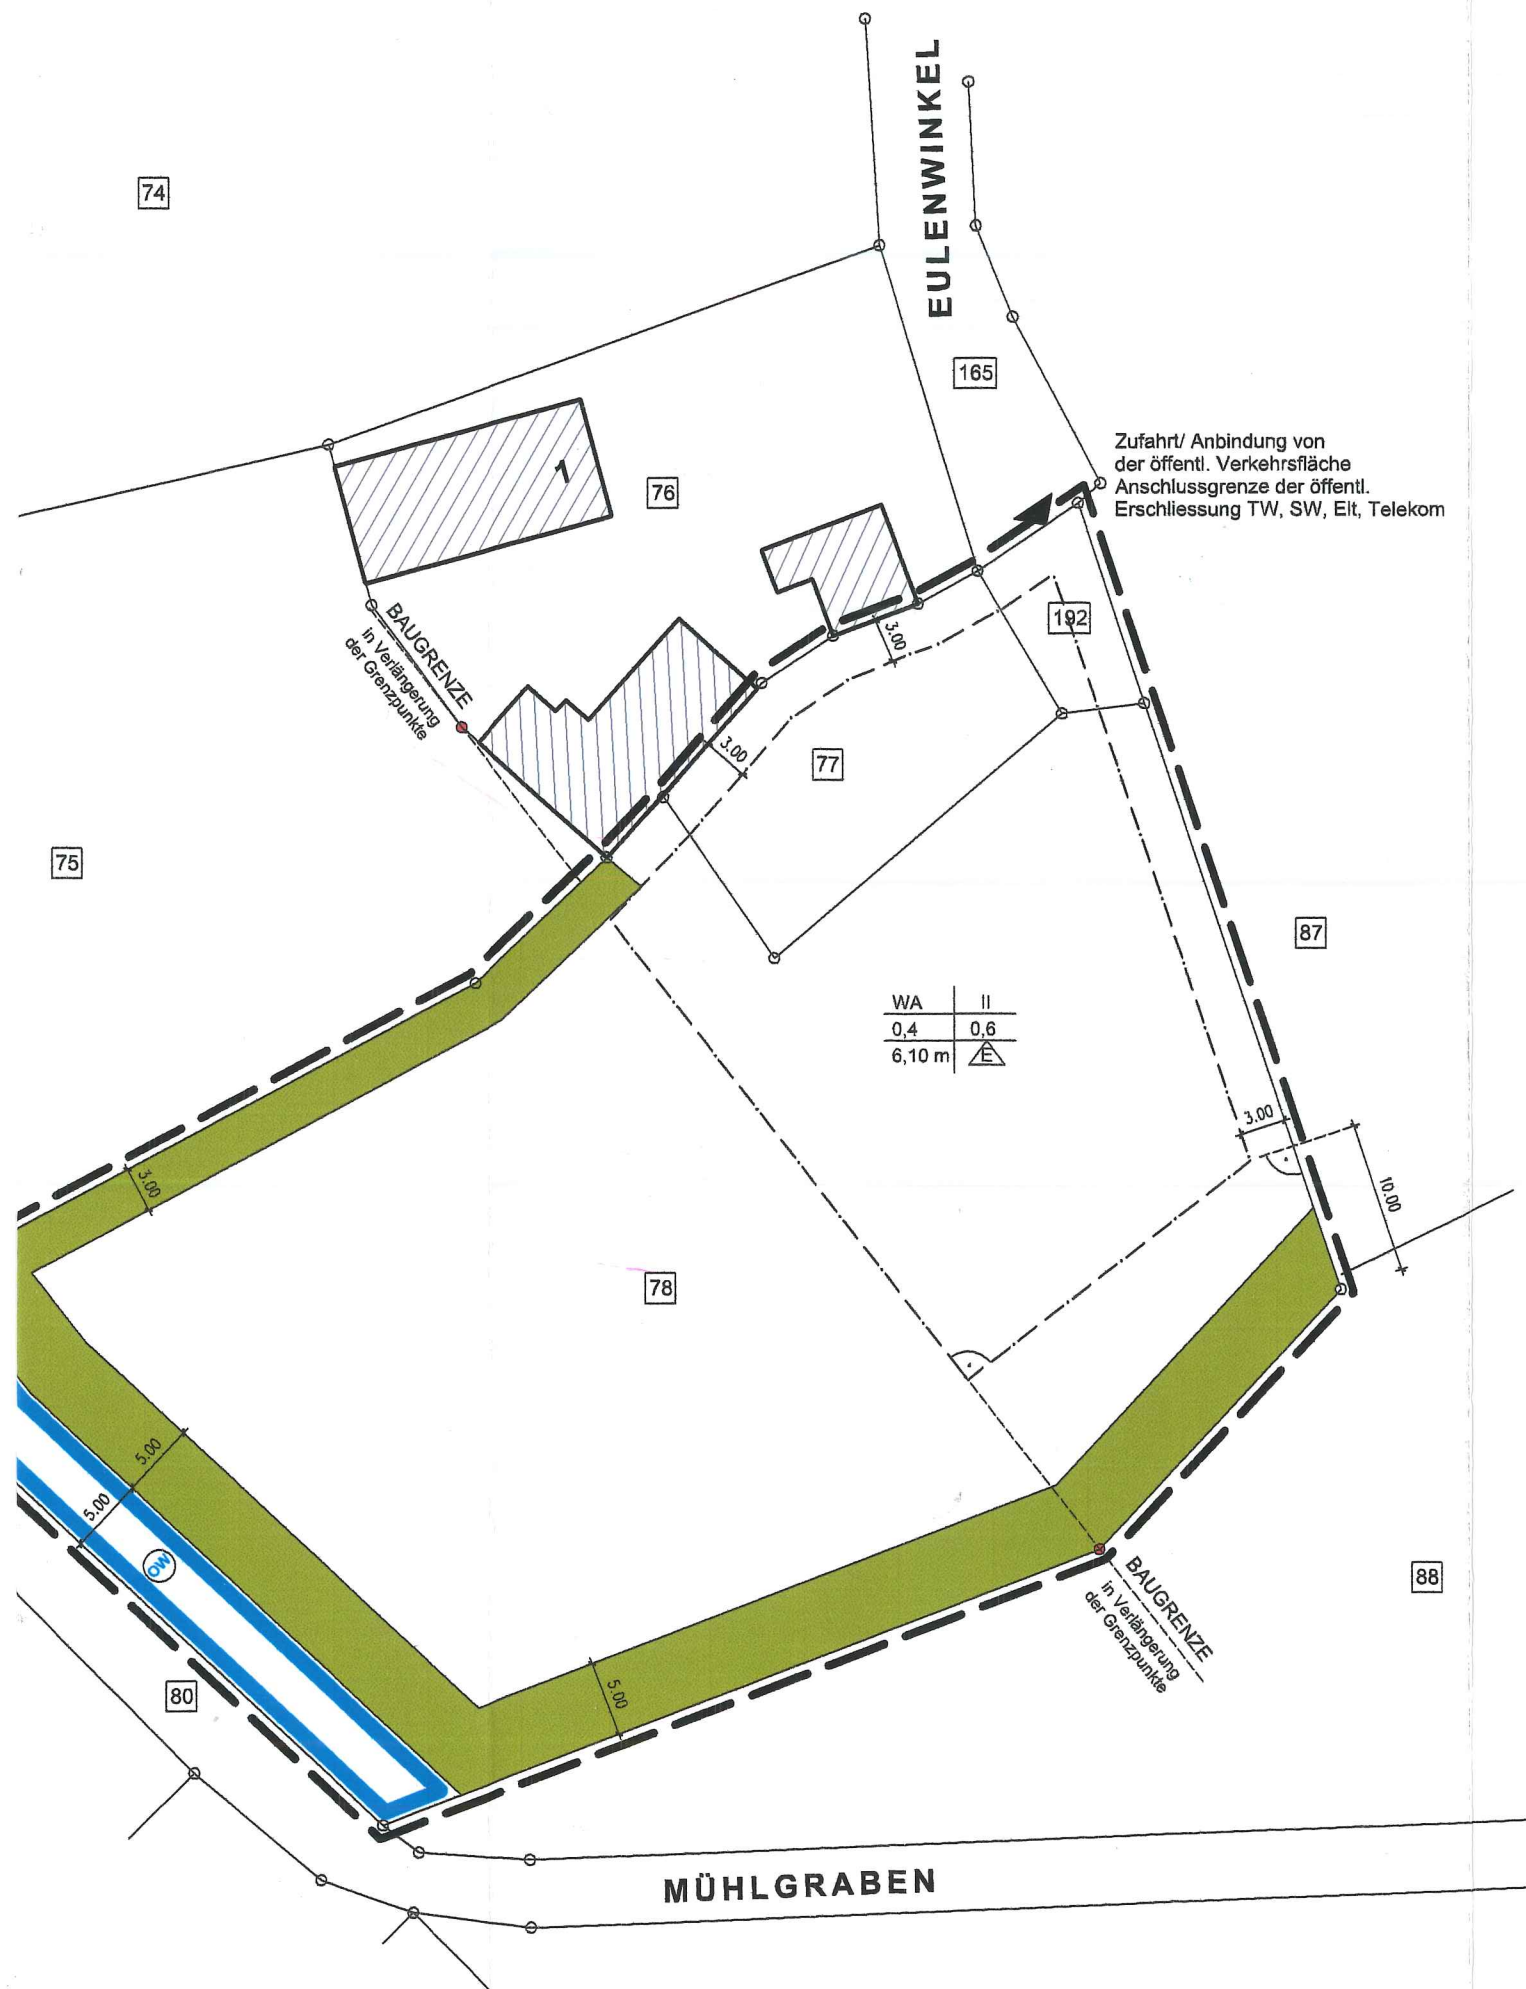 EULENWINKEL
74
165
Zufahrt/ Anbindung von
der öffentl. Verkehrsfläche
Anschlussgrenze der öffentl.
Erschliessung TW, SW, Elt, Telekom
1
76
192
BAUGRENZE
in Verlängerung
der Grenzpunkte
3.00
3.00
77
75
87
WA II
0,4 0,6
6,10 m E
3.00
10.00
3.00
78
5.00
5.00
OW
BAUGRENZE
in Verlängerung
der Grenzpunkte
88
80
5.00
MÜHLGRABEN